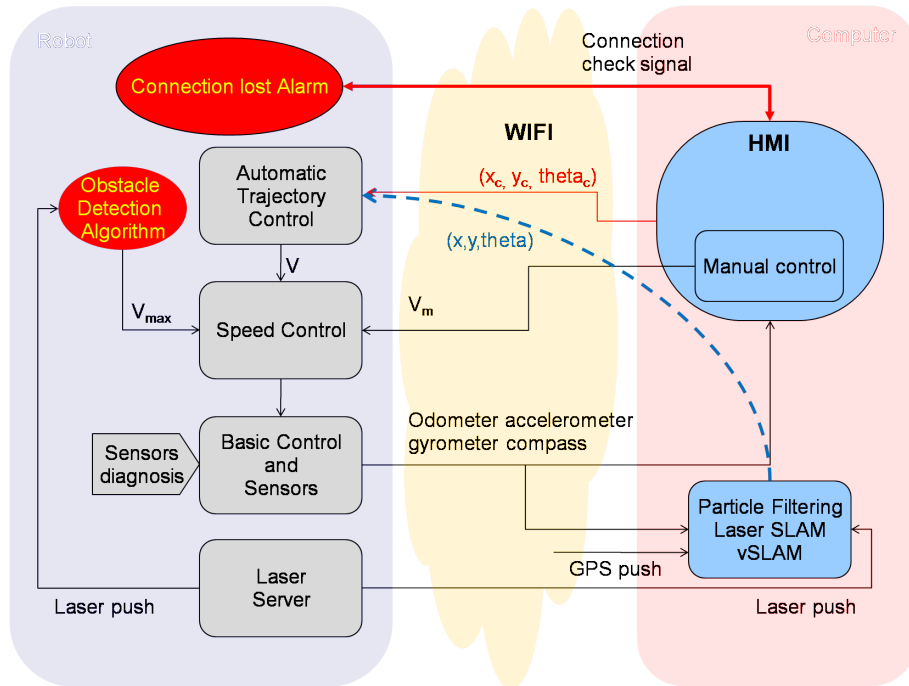 Robot
Computer
Connection
check signal
Connection lost Alarm
WIFI
HMI
Automatic
Trajectory
Control
(xc, yc, thetac)
Obstacle
Detection
Algorithm
(x,y,theta)
Manual control
V
Vmax
Vm
Speed Control
Odometer accelerometer
gyrometer compass
Basic Control
and
Sensors
Sensors
diagnosis
Particle Filtering
Laser SLAM
vSLAM
GPS push
Laser
Server
Laser push
Laser push